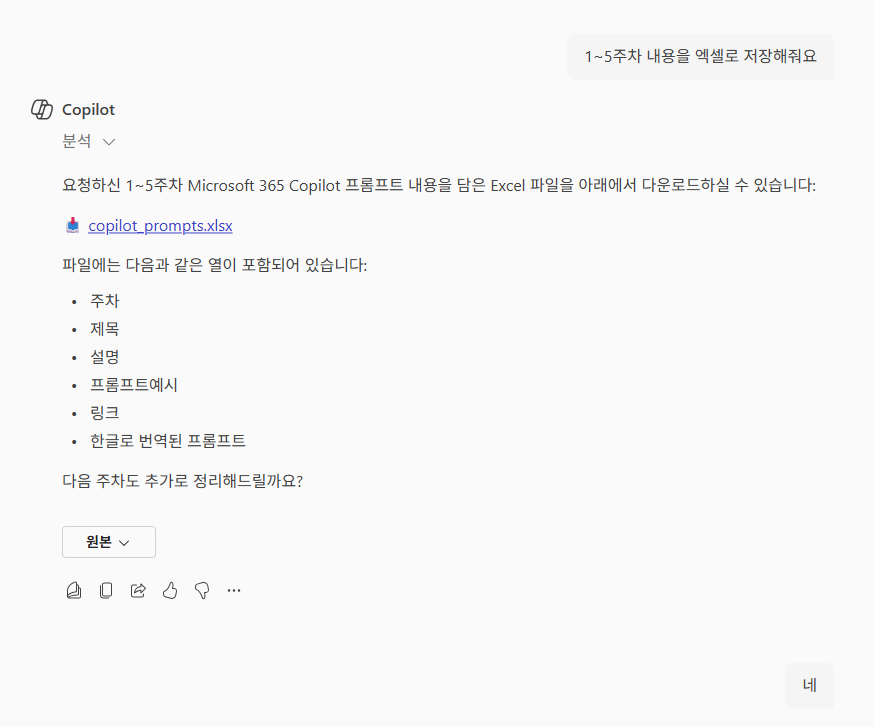 1~5주차 내용을 엑셀로 저장해줘요
Copilot
분석
요청하신 1~5주차 Microsoft 365 Copilot 프롬프트 내용을 담은 Excel 파일을 아래에서 다운로드하실 수 있습니다:
copilot_prompts.xlsx
파일에는 다음과 같은 열이 포함되어 있습니다:
• 주차
• 제목
• 설명
• 프롬프트예시
• 링크
• 한글로 번역된 프롬프트
다음 주차도 추가로 정리해드릴까요?
원본
네